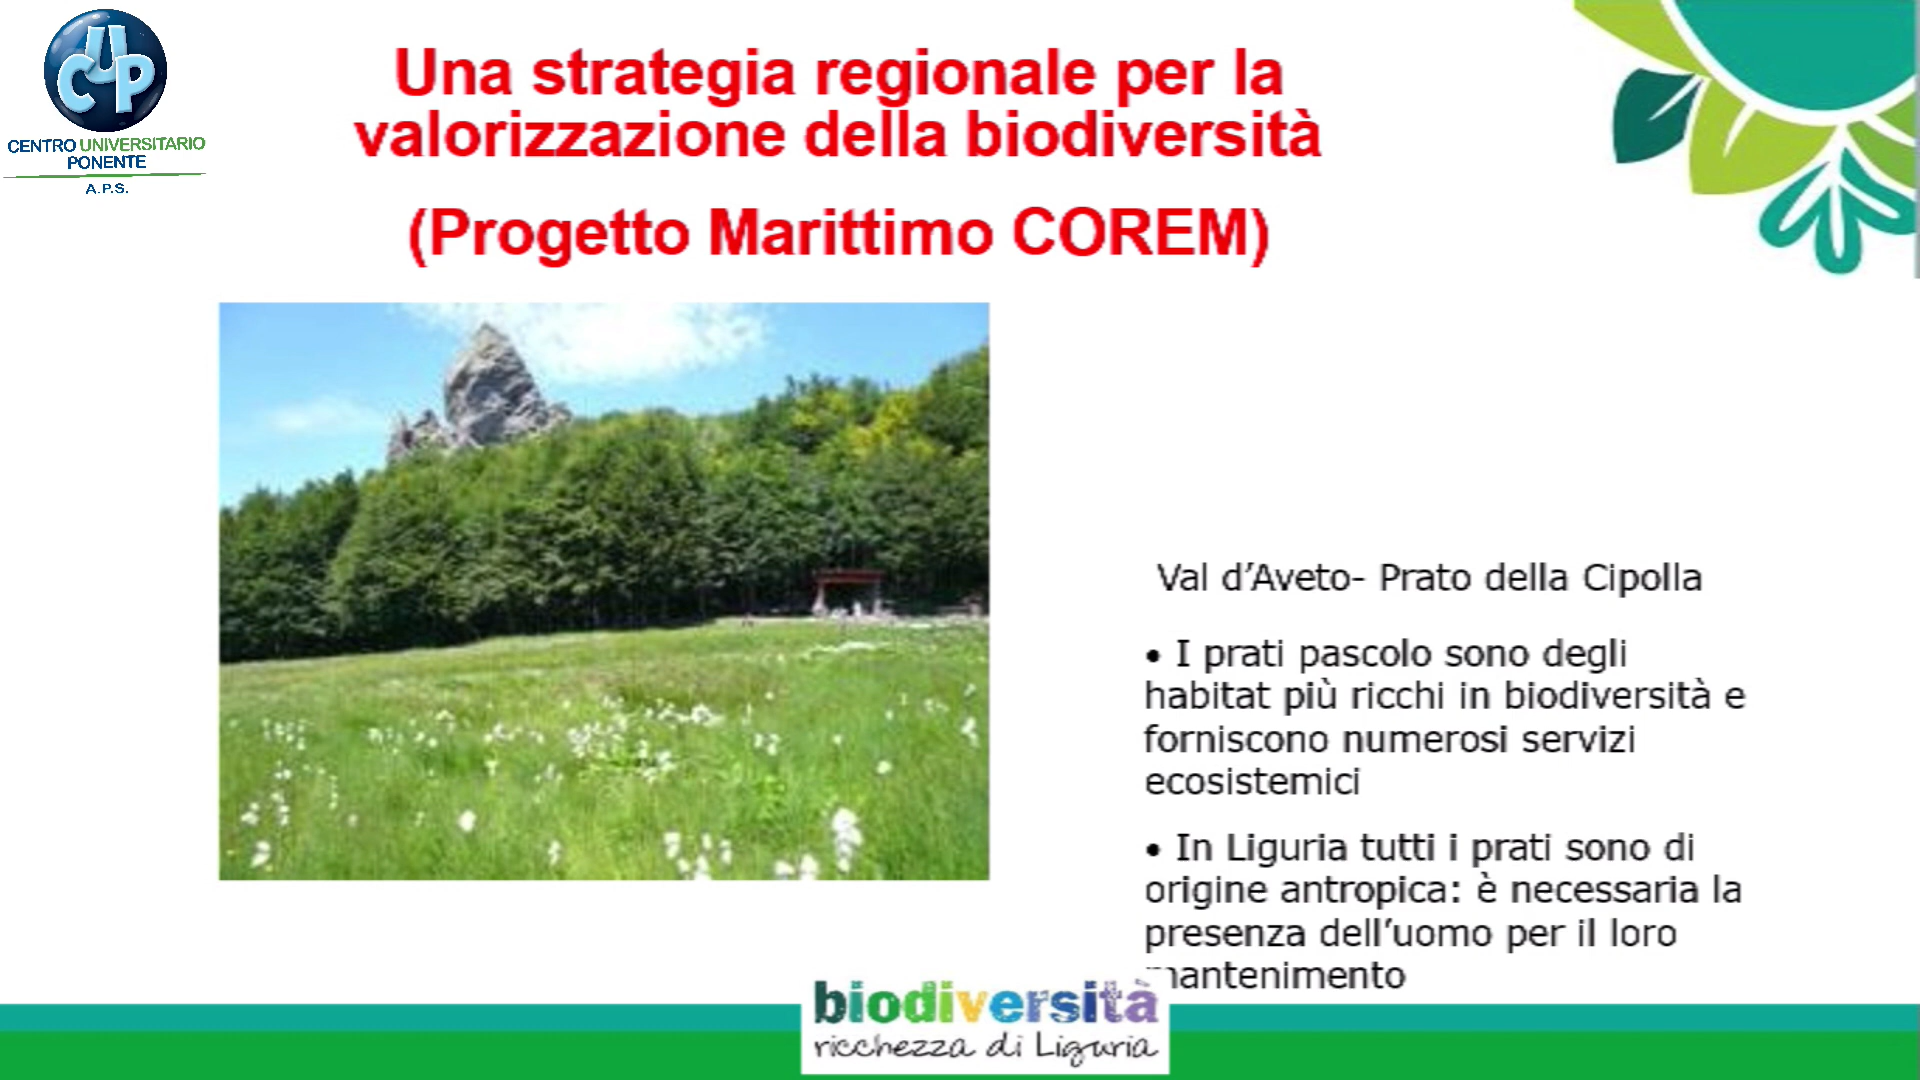 CUP
CENTRO UNIVERSITARIO
PONENTE
A.P.S.
Una strategia regionale per la
valorizzazione della biodiversità
(Progetto Marittimo COREM)
Val d’Aveto- Prato della Cipolla
• I prati pascolo sono degli
habitat più ricchi in biodiversità e
forniscono numerosi servizi
ecosistemici
• In Liguria tutti i prati sono di
origine antropica: è necessaria la
presenza dell’uomo per il loro
mantenimento
biodiversità
ricchezza di Liguria